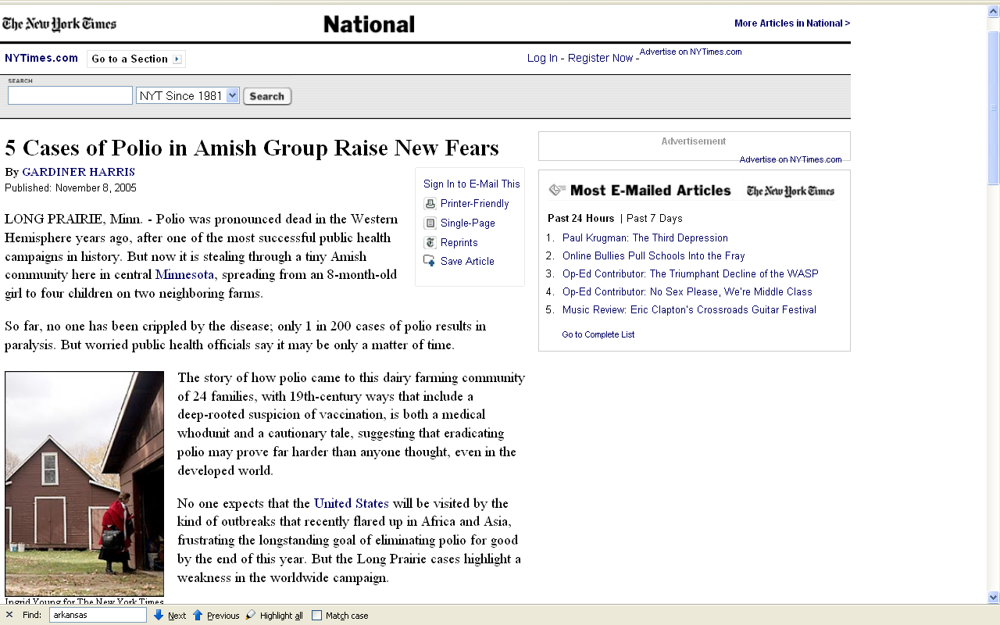 The New York Times
National
More Articles in National >
NYTimes.com
Go to a Section
Log In - Register Now -
Advertise on NYTimes.com
SEARCH
NYT Since 1981
Search
5 Cases of Polio in Amish Group Raise New Fears
By GARDINER HARRIS
Published: November 8, 2005
Sign In to E-Mail This
Printer-Friendly
Single-Page
Reprints
Save Article
LONG PRAIRIE, Minn. - Polio was pronounced dead in the Western
Hemisphere years ago, after one of the most successful public health
campaigns in history. But now it is stealing through a tiny Amish
community here in central Minnesota, spreading from an 8-month-old
girl to four children on two neighboring farms.
So far, no one has been crippled by the disease; only 1 in 200 cases of polio results in
paralysis. But worried public health officials say it may be only a matter of time.
The story of how polio came to this dairy farming community
of 24 families, with 19th-century ways that include a
deep-rooted suspicion of vaccination, is both a medical
whodunit and a cautionary tale, suggesting that eradicating
polio may prove far harder than anyone thought, even in the
developed world.
No one expects that the United States will be visited by the
kind of outbreaks that recently flared up in Africa and Asia,
frustrating the longstanding goal of eliminating polio for good
by the end of this year. But the Long Prairie cases highlight a
weakness in the worldwide campaign.
Ingrid Young for The New York Times
Advertisement
Advertise on NYTimes.com
Most E-Mailed Articles
The New York Times
Past 24 Hours | Past 7 Days
1. Paul Krugman: The Third Depression
2. Online Bullies Pull Schools Into the Fray
3. Op-Ed Contributor: The Triumphant Decline of the WASP
4. Op-Ed Contributor: No Sex Please, We're Middle Class
5. Music Review: Eric Clapton's Crossroads Guitar Festival
Go to Complete List
Find: arkansas Next Previous Highlight all Match case